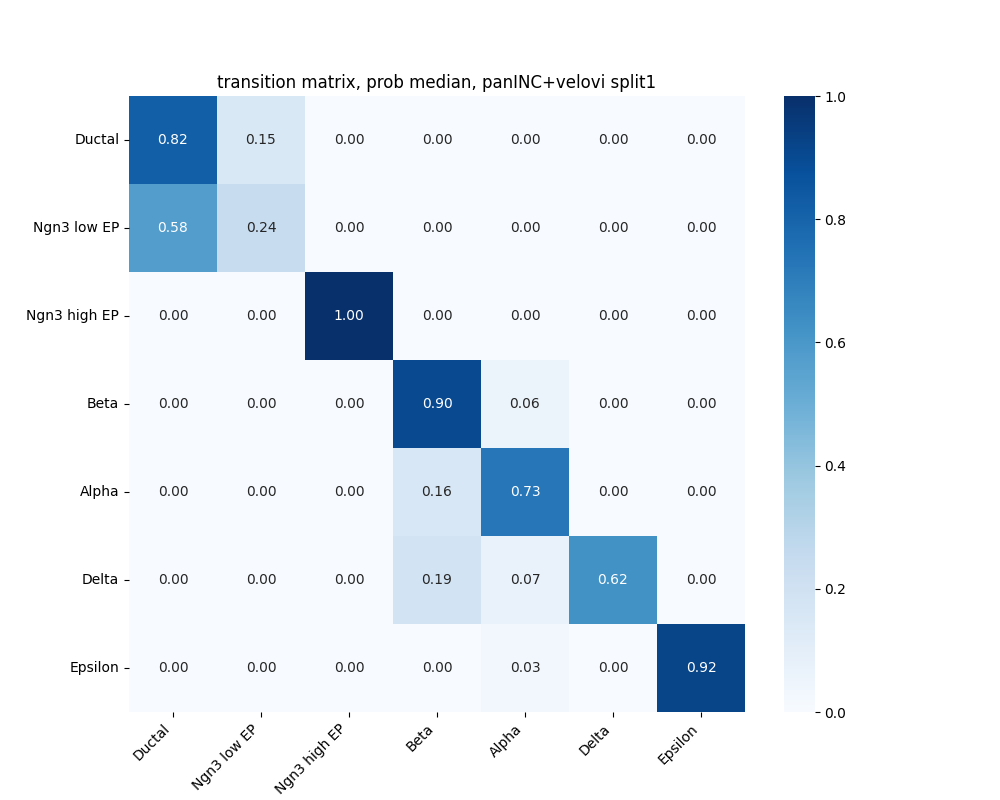 transition matrix, prob median, panINC+velovi split1
Ductal 0.82 0.15 0.00 0.00 0.00 0.00 0.00
Ngn3 low EP 0.58 0.24 0.00 0.00 0.00 0.00 0.00
Ngn3 high EP 0.00 0.00 1.00 0.00 0.00 0.00 0.00
Beta 0.00 0.00 0.00 0.90 0.06 0.00 0.00
Alpha 0.00 0.00 0.00 0.16 0.73 0.00 0.00
Delta 0.00 0.00 0.00 0.19 0.07 0.62 0.00
Epsilon 0.00 0.00 0.00 0.00 0.03 0.00 0.92
Ductal Ngn3 low EP Ngn3 high EP Beta Alpha Delta Epsilon
1.0
0.8
0.6
0.4
0.2
0.0